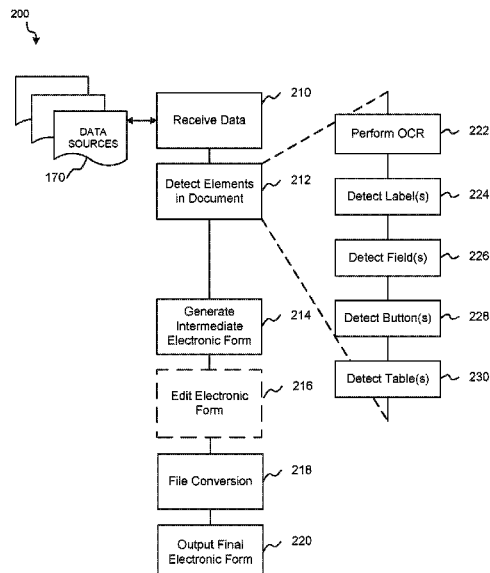 200
DATA
SOURCES
170
Receive Data
210
Detect Elements
in Document
212
Generate
Intermediate
Electronic Form
214
Edit Electronic
Form
216
File Conversion
218
Output Final
Electronic Form
220
Perform OCR
222
Detect Label(s)
224
Detect Field(s)
226
Detect Button(s)
228
Detect Table(s)
230